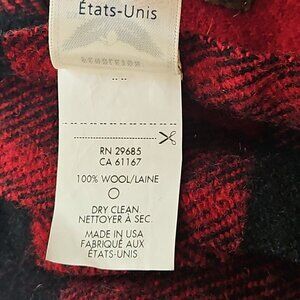 États-Unis
RN 29685
CA 61167
100% WOOL/LAINE
DRY CLEAN
NETTOYER À SEC.
MADE IN USA
FABRIQUÉ AUX
ÉTATS-UNIS